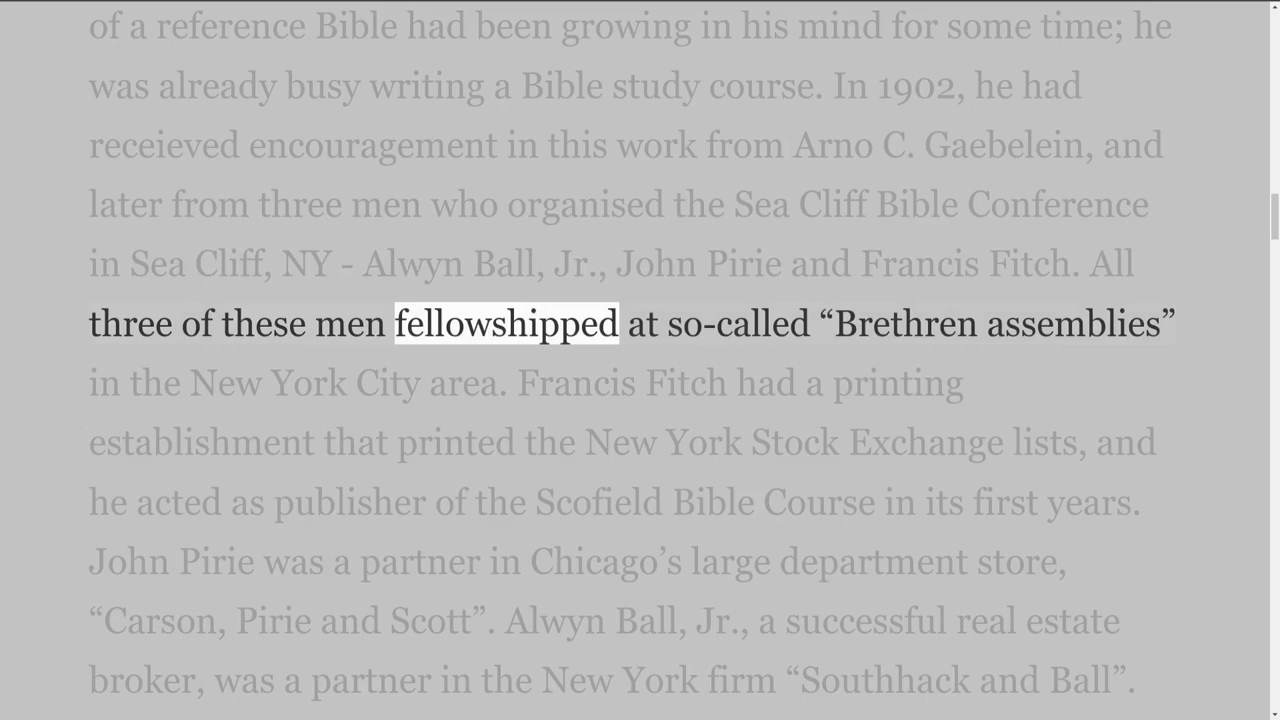 of a reference Bible had been growing in his mind for some time; he
was already busy writing a Bible study course. In 1902, he had
receieved encouragement in this work from Arno C. Gaebelein, and
later from three men who organised the Sea Cliff Bible Conference
in Sea Cliff, NY - Alwyn Ball, Jr., John Pirie and Francis Fitch. All
three of these men fellowshipped at so-called “Brethren assemblies”
in the New York City area. Francis Fitch had a printing
establishment that printed the New York Stock Exchange lists, and
he acted as publisher of the Scofield Bible Course in its first years.
John Pirie was a partner in Chicago’s large department store,
“Carson, Pirie and Scott”. Alwyn Ball, Jr., a successful real estate
broker, was a partner in the New York firm “Southhack and Ball”.